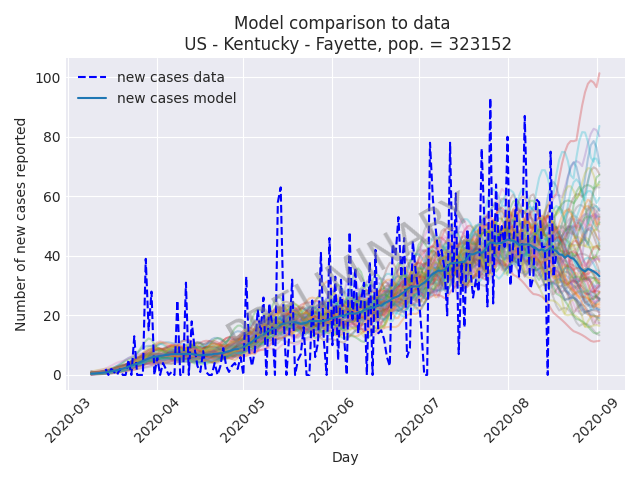 Model comparison to data
US - Kentucky - Fayette, pop. = 323152
Number of new cases reported
100
80
60
40
20
0
new cases data
new cases model
PRELIMINARY
2020-03
2020-04
2020-05
2020-06
2020-07
2020-08
2020-09
Day